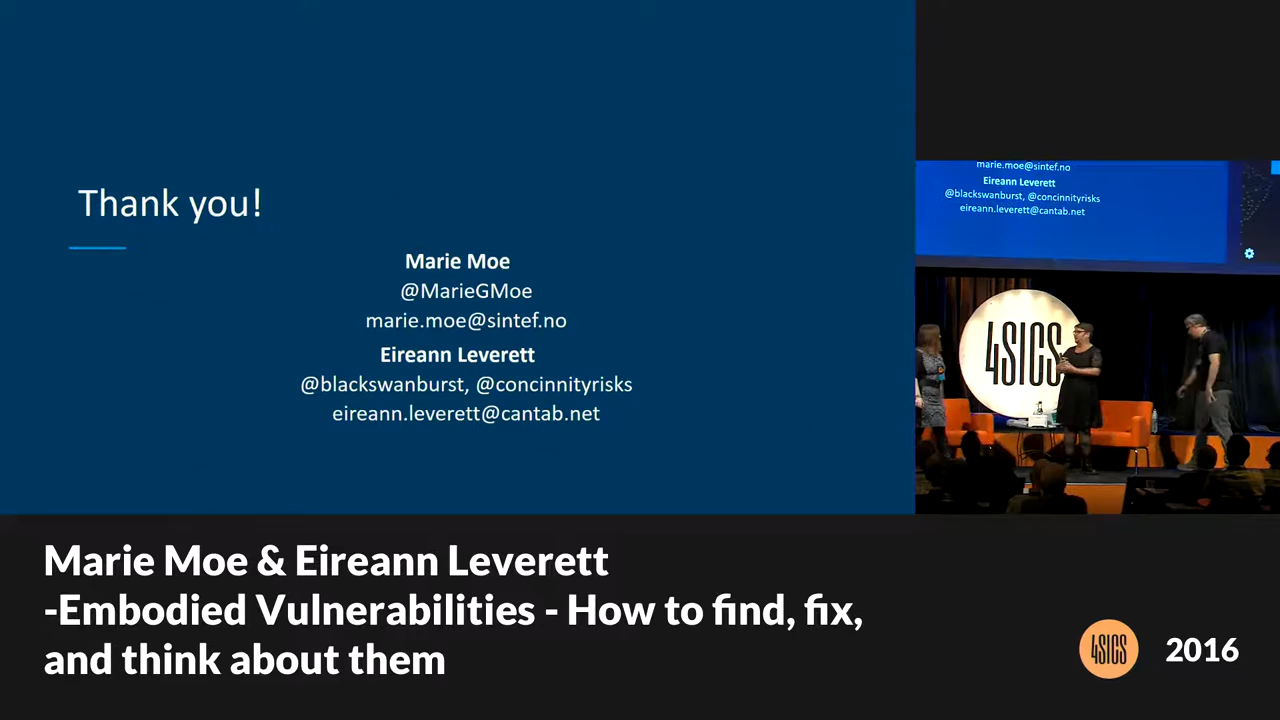 Thank you!
Marie Moe
@MarieGMoe
marie.moe@sintef.no
Eireann Leverett
@blackswanburst, @concinnityrisks
eireann.leverett@cantab.net
marie.moe@sintef.no
Eireann Leverett
@blackswanburst, @concinnityrisks
eireann.leverett@cantab.net
4SICS
Marie Moe & Eireann Leverett
-Embodied Vulnerabilities - How to find, fix,
and think about them
4SICS
2016